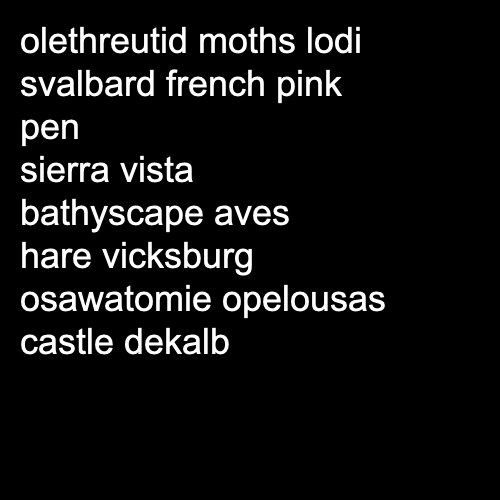 olethreutid moths lodi
svalbard french pink
pen
sierra vista
bathyscape aves
hare vicksburg
osawatomie opelousas
castle dekalb